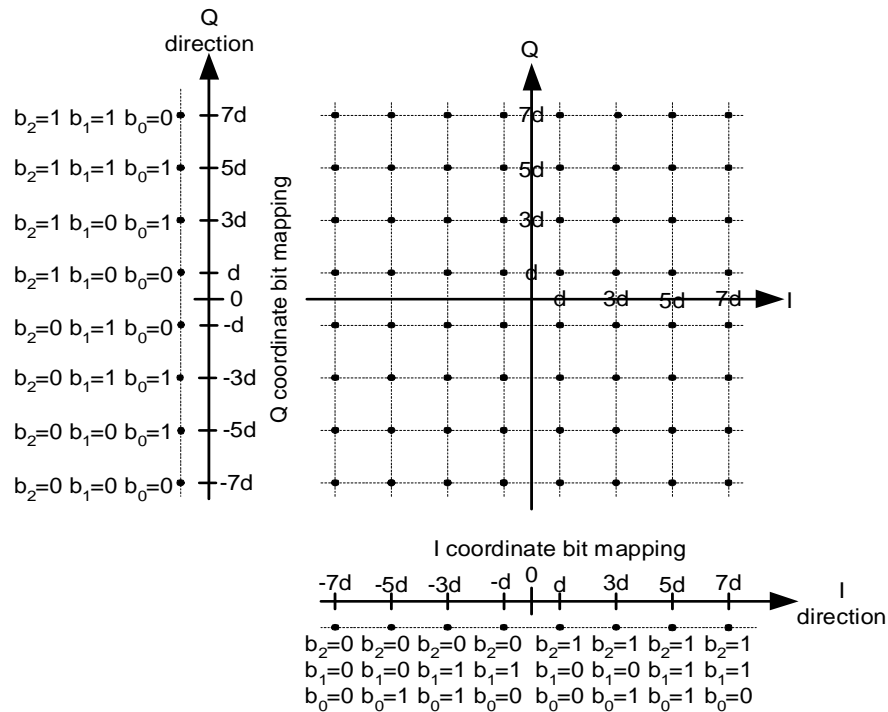 Q
direction
Q
b₂=1 b₁=1 b₀=0 7d 7d
b₂=1 b₁=1 b₀=1 5d 5d
b₂=1 b₁=0 b₀=1 3d 3d
b₂=1 b₁=0 b₀=0 d d
0 d 3d 5d 7d I
b₂=0 b₁=1 b₀=0 -d
b₂=0 b₁=1 b₀=1 -3d
b₂=0 b₁=0 b₀=1 -5d
b₂=0 b₁=0 b₀=0 -7d
Q coordinate bit mapping
I coordinate bit mapping
-7d -5d -3d -d 0 d 3d 5d 7d
I
direction
b₂=0 b₂=0 b₂=0 b₂=0 b₂=1 b₂=1 b₂=1 b₂=1
b₁=0 b₁=0 b₁=1 b₁=1 b₁=0 b₁=0 b₁=1 b₁=1
b₀=0 b₀=1 b₀=1 b₀=0 b₀=0 b₀=1 b₀=1 b₀=0